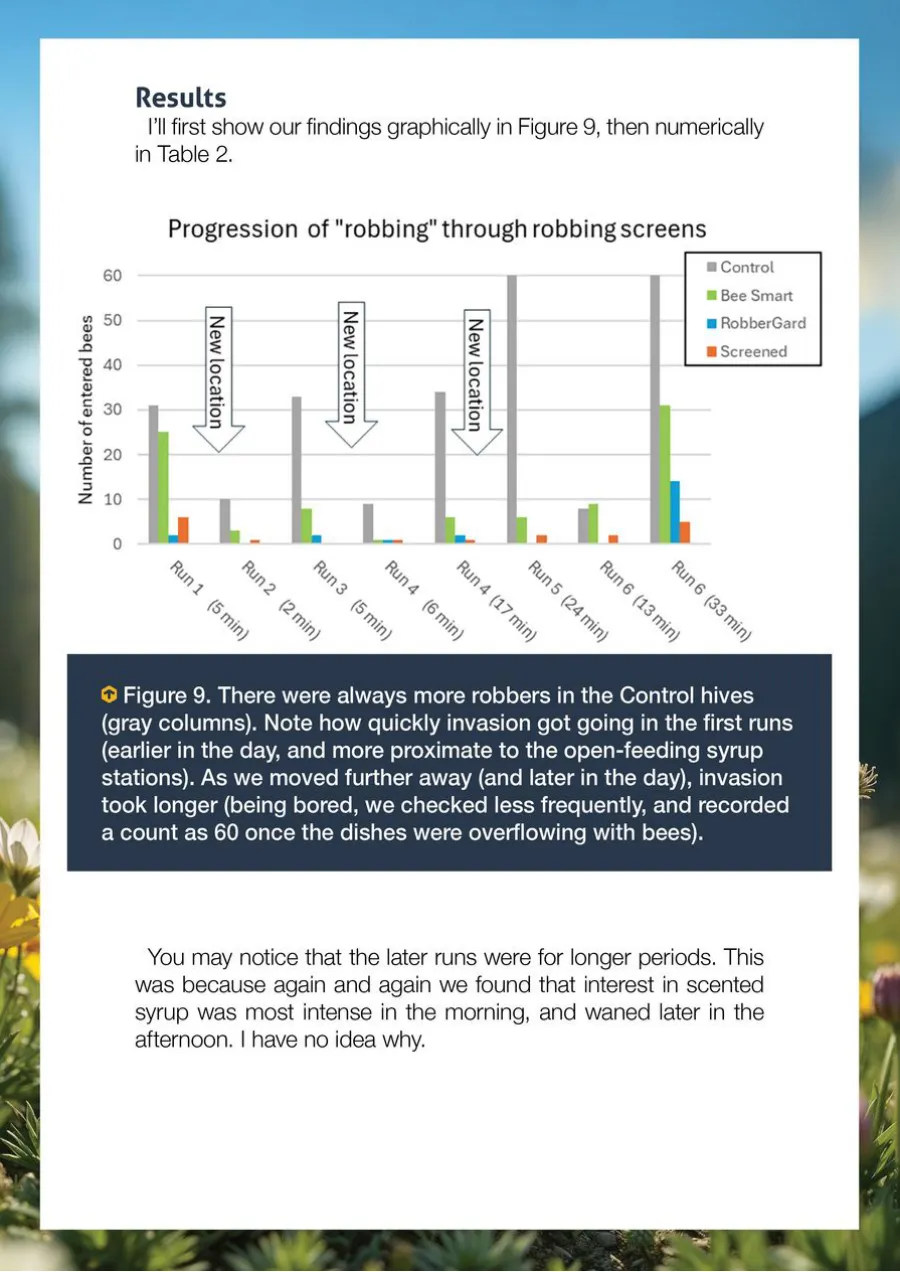 Results
I'll first show our findings graphically in Figure 9, then numerically
in Table 2.
Progression of "robbing" through robbing screens
Control
Bee Smart
RobberGard
Screened
Number of entered bees
60
50
40
30
20
10
0
New location
New location
New location
Run 1 (5 min)
Run 2 (2 min)
Run 3 (5 min)
Run 4 (6 min)
Run 4 (17 min)
Run 5 (24 min)
Run 6 (13 min)
Run 6 (33 min)
Figure 9. There were always more robbers in the Control hives
(gray columns). Note how quickly invasion got going in the first runs
(earlier in the day, and more proximate to the open-feeding syrup
stations). As we moved further away (and later in the day), invasion
took longer (being bored, we checked less frequently, and recorded
a count as 60 once the dishes were overflowing with bees).
You may notice that the later runs were for longer periods. This
was because again and again we found that interest in scented
syrup was most intense in the morning, and waned later in the
afternoon. I have no idea why.